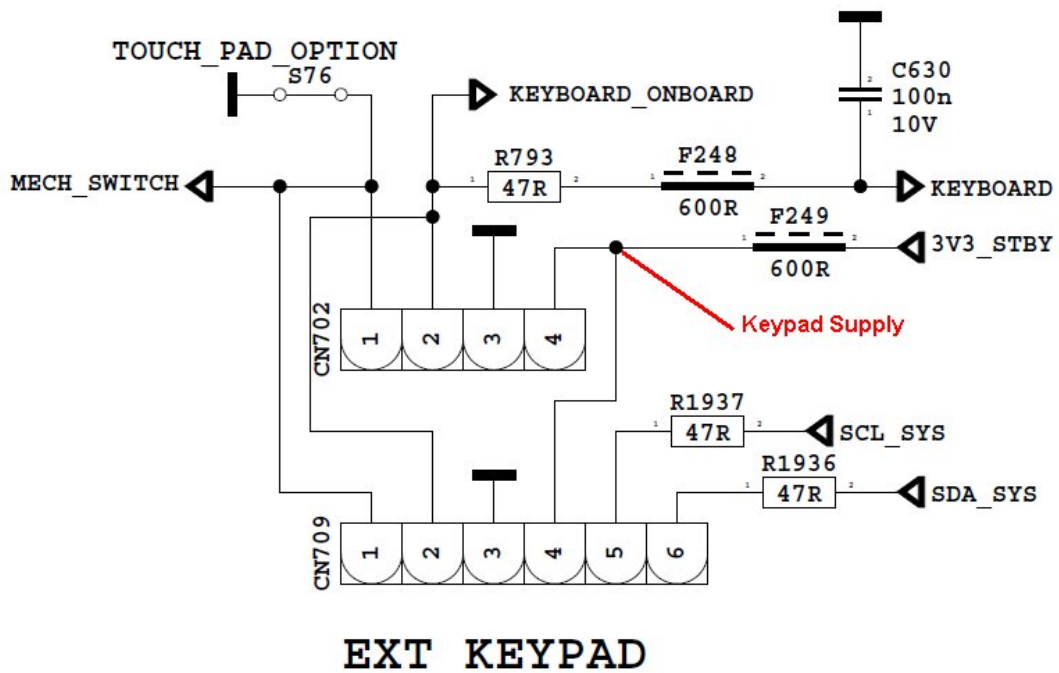 TOUCH_PAD_OPTION
S76
KEYBOARD_ONBOARD
2
C630
100n
10V
1
MECH_SWITCH
R793
1
47R
2
F248
1
2
600R
KEYBOARD
F249
1
2
600R
3V3_STBY
Keypad Supply
CN702
1
2
3
4
R1937
1
47R
2
SCL_SYS
R1936
1
47R
2
SDA_SYS
CN709
1
2
3
4
5
6
EXT KEYPAD